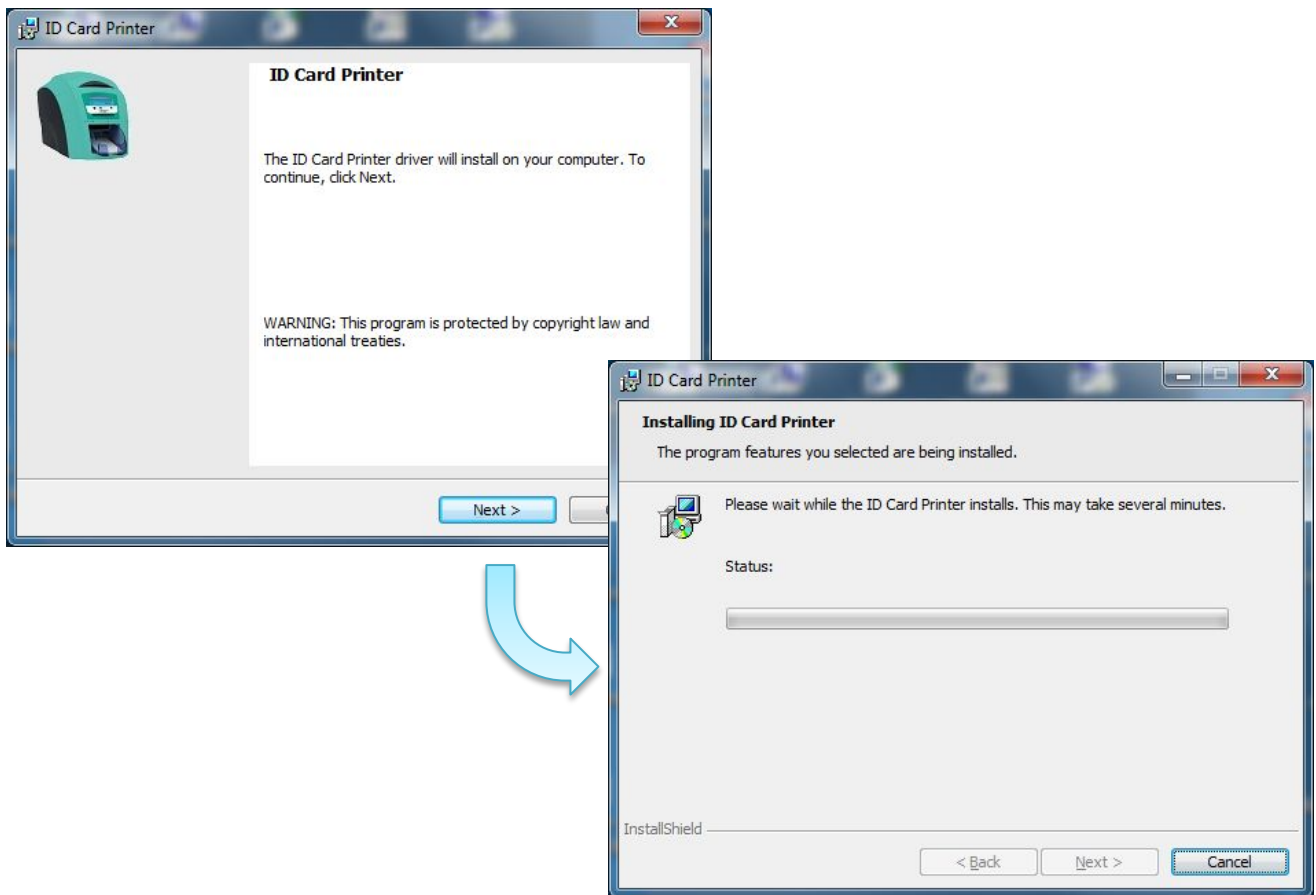 ID Card Printer
ID Card Printer
The ID Card Printer driver will install on your computer. To
continue, click Next.
WARNING: This program is protected by copyright law and
international treaties.
Next >
ID Card Printer
Installing ID Card Printer
The program features you selected are being installed.
Please wait while the ID Card Printer installs. This may take several minutes.
Status:
InstallShield
< Back
Next >
Cancel